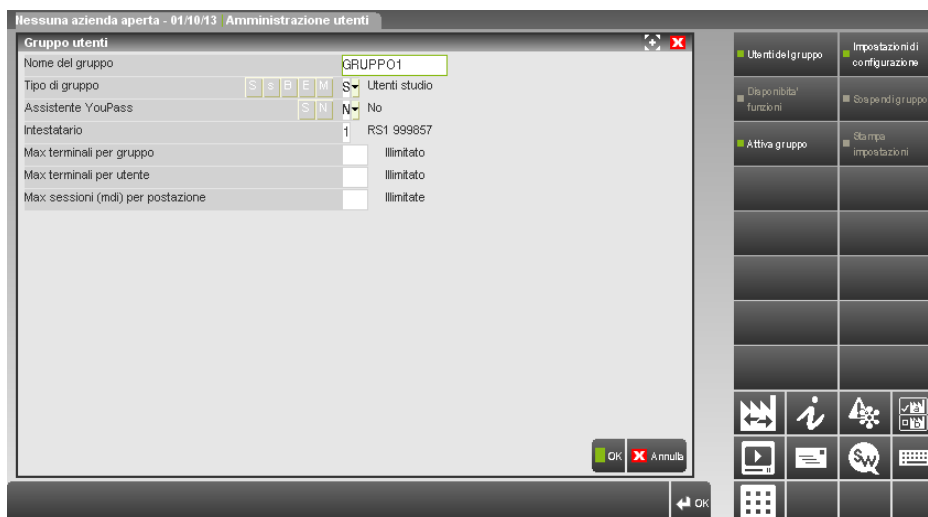 Nessuna azienda aperta - 01/10/13 Amministrazione utenti
Gruppo utenti
Nome del gruppo GRUPPO1
Tipo di gruppo S s B E M S Utenti studio
Assistente YouPass S N N No
Intestatario 1 RS1 999857
Max terminali per gruppo Illimitato
Max terminali per utente Illimitato
Max sessioni (mdi) per postazione Illimitate
OK Annulla
OK
Utenti del gruppo
Impostazioni di
configurazione
Disponibilita'
funzioni
Sospendi gruppo
Attiva gruppo
Stampa
impostazioni
i
SW